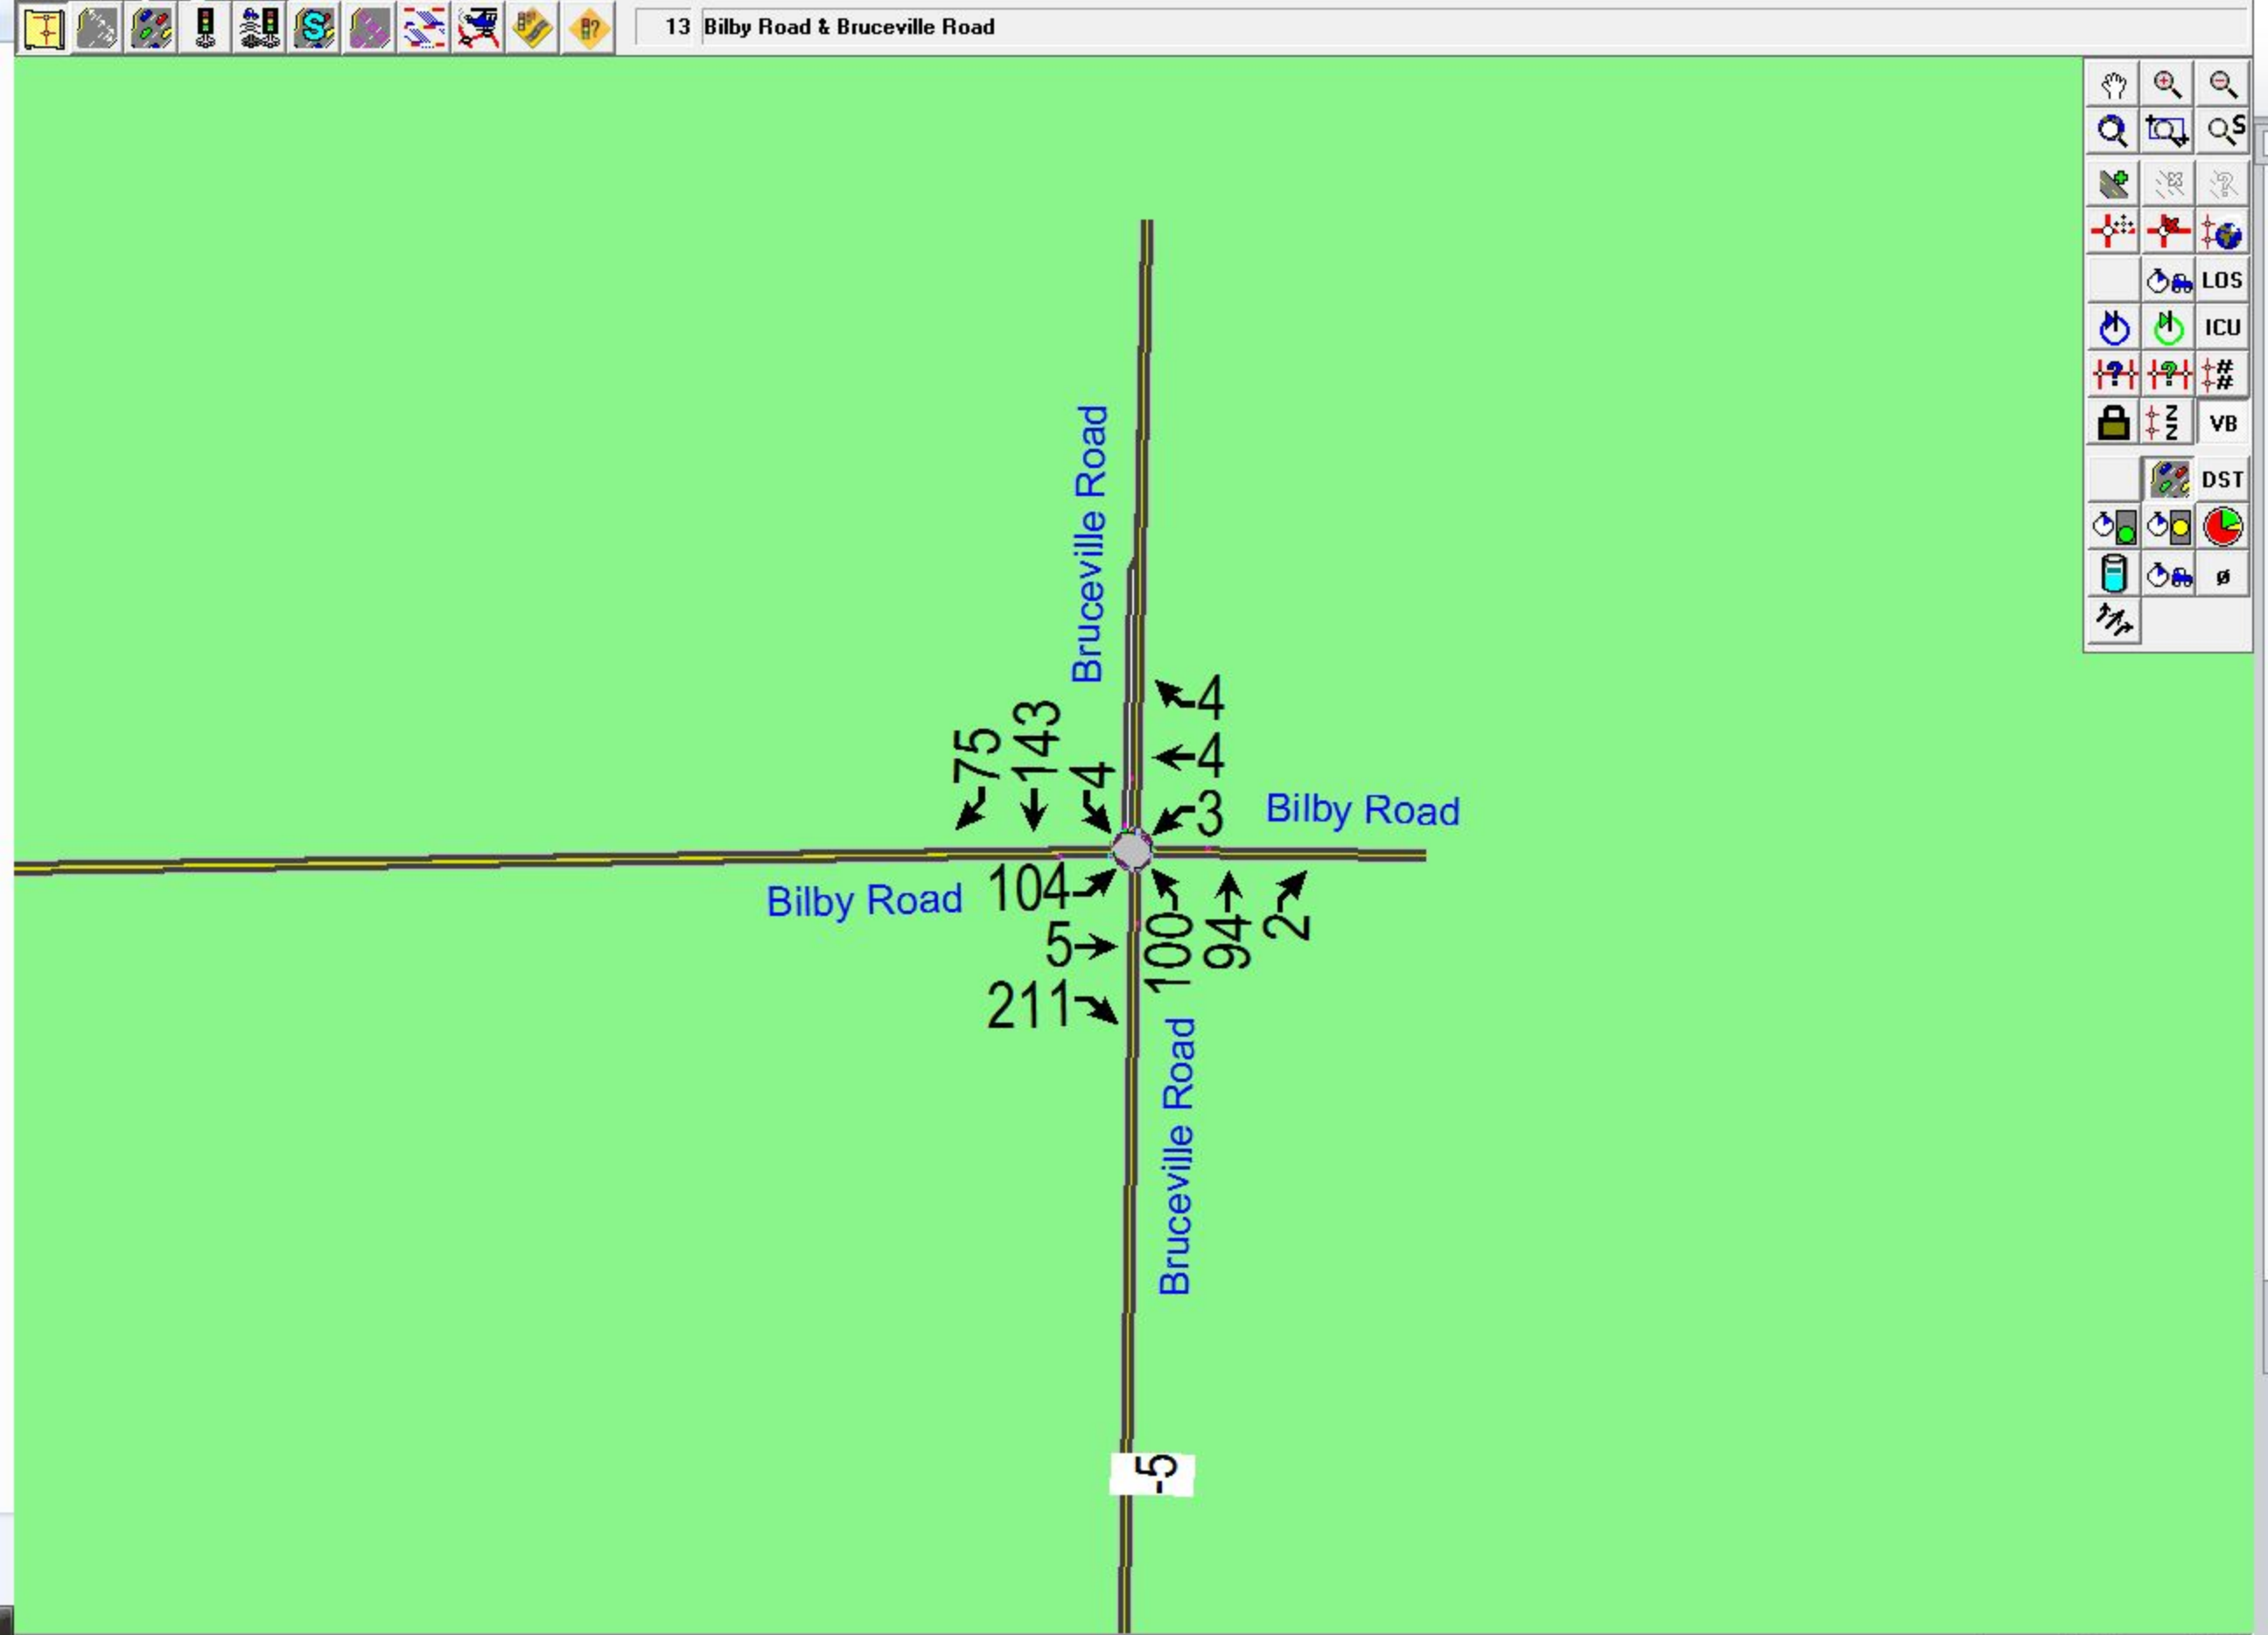 13 Bilby Road & Bruceville Road
LOS
ICU
##
Z
Z
VB
DST
ø
S
S
Bruceville Road
75
143
4
4
4
3
Bilby Road
Bilby Road
104
5
211
100
94
2
Bruceville Road
-5